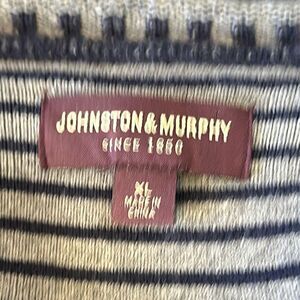 JOHNSTON & MURPHY
SINCE 1850
XL
MADE IN
CHINA